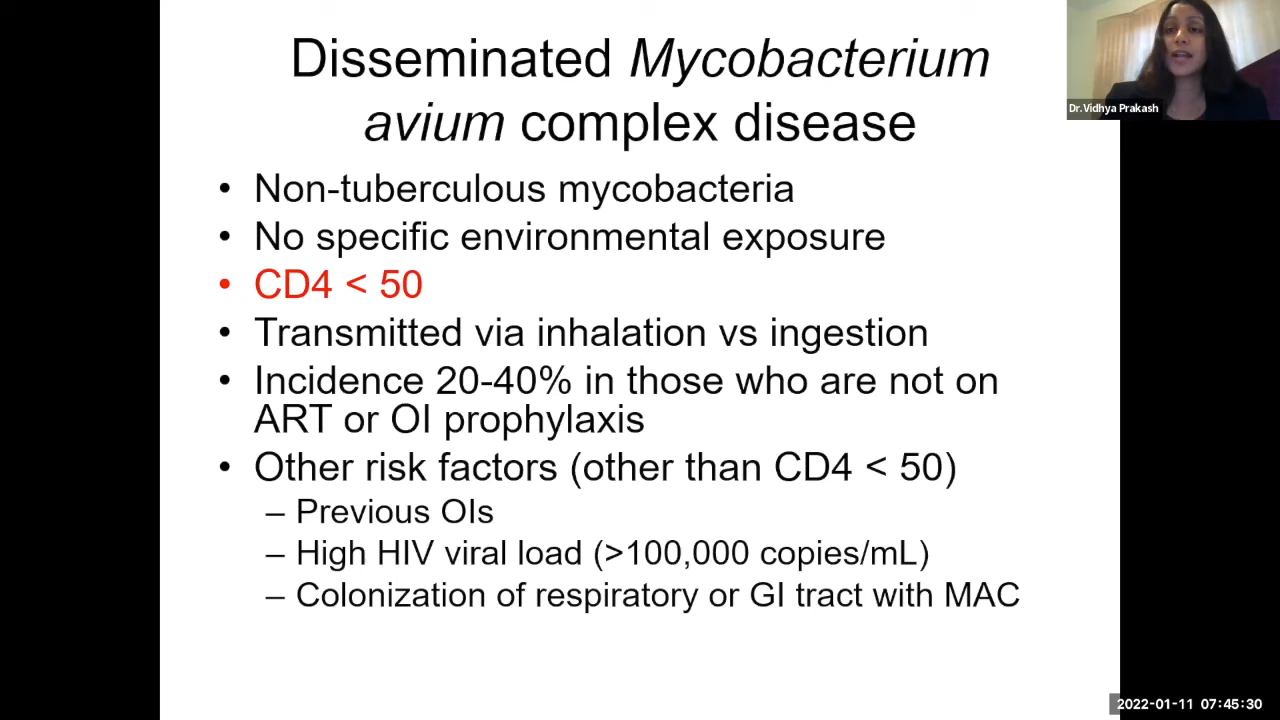 Disseminated Mycobacterium
avium complex disease
• Non-tuberculous mycobacteria
• No specific environmental exposure
• CD4 < 50
• Transmitted via inhalation vs ingestion
• Incidence 20-40% in those who are not on
ART or OI prophylaxis
• Other risk factors (other than CD4 < 50)
– Previous OIs
– High HIV viral load (>100,000 copies/mL)
– Colonization of respiratory or GI tract with MAC
Dr.Vidhya Prakash
2022-01-11 07:45:30